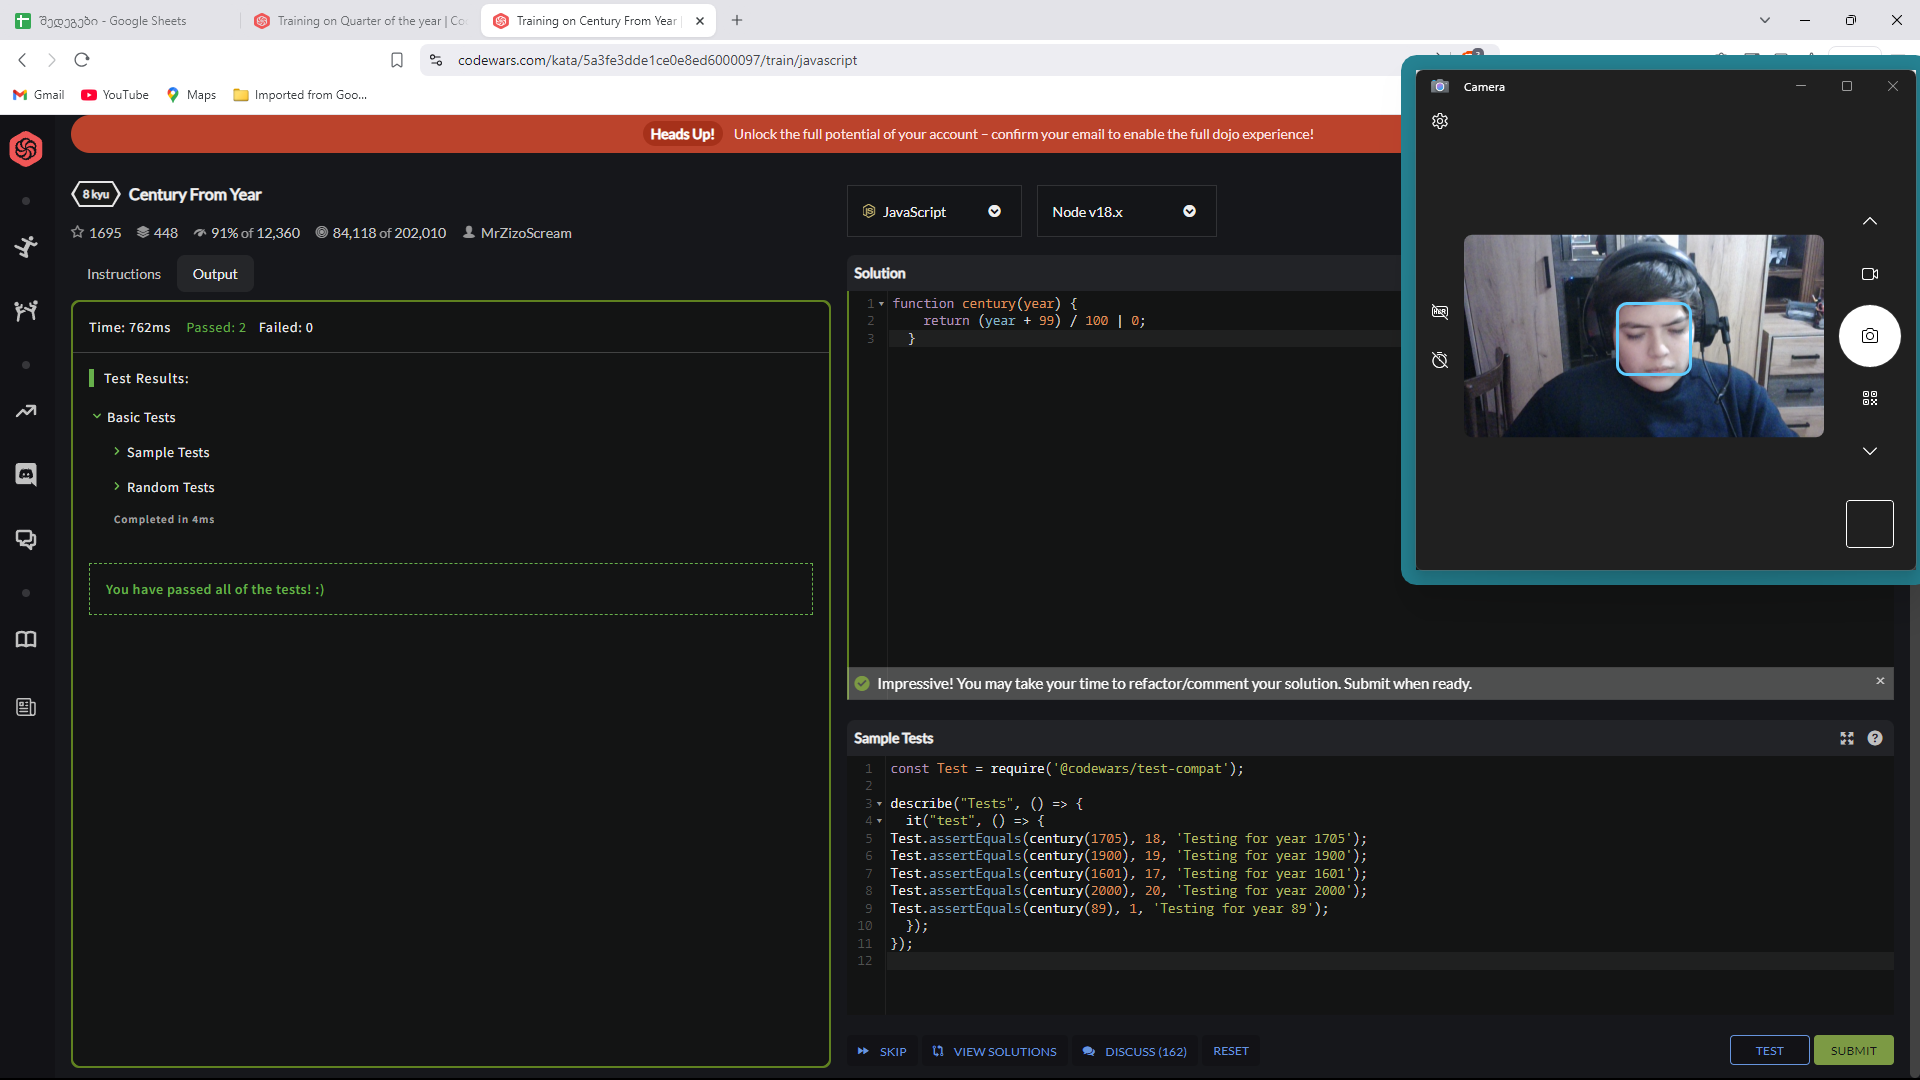 შედეგები - Google Sheets
Training on Quarter of the year | Co
Training on Century From Year |
codewars.com/kata/5a3fe3dde1ce0e8ed6000097/train/javascript
Gmail
YouTube
Maps
Imported from Goo...
Camera
Heads Up! Unlock the full potential of your account – confirm your email to enable the full dojo experience!
8 kyu Century From Year
1695 448 91% of 12,360 84,118 of 202,010 MrZizoScream
JavaScript
Node v18.x
Instructions Output
Time: 762ms Passed: 2 Failed: 0
Test Results:
Basic Tests
Sample Tests
Random Tests
Completed in 4ms
You have passed all of the tests! :)
Solution
1 function century(year) {
2 return (year + 99) / 100 | 0;
3 }
Impressive! You may take your time to refactor/comment your solution. Submit when ready.
Sample Tests
1 const Test = require('@codewars/test-compat');
2
3 describe("Tests", () => {
4 it("test", () => {
5 Test.assertEquals(century(1705), 18, 'Testing for year 1705');
6 Test.assertEquals(century(1900), 19, 'Testing for year 1900');
7 Test.assertEquals(century(1601), 17, 'Testing for year 1601');
8 Test.assertEquals(century(2000), 20, 'Testing for year 2000');
9 Test.assertEquals(century(89), 1, 'Testing for year 89');
10 });
11 });
12
SKIP VIEW SOLUTIONS DISCUSS (162) RESET
TEST SUBMIT